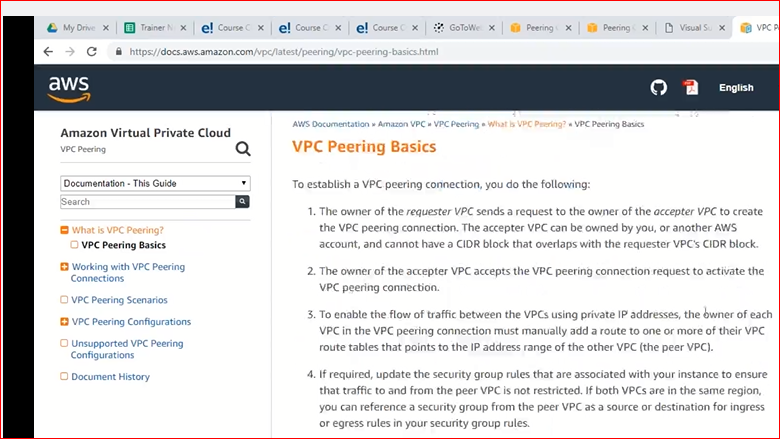 My Drive
Trainer N
Course C
Course C
Course C
GoToWeb
Peering C
Peering C
Visual Su
VPC P
https://docs.aws.amazon.com/vpc/latest/peering/vpc-peering-basics.html
aws
English
Amazon Virtual Private Cloud
VPC Peering
Documentation - This Guide
Search
What is VPC Peering?
VPC Peering Basics
Working with VPC Peering
Connections
VPC Peering Scenarios
VPC Peering Configurations
Unsupported VPC Peering
Configurations
Document History
AWS Documentation » Amazon VPC » VPC Peering » What is VPC Peering? » VPC Peering Basics
VPC Peering Basics
To establish a VPC peering connection, you do the following:
1. The owner of the requester VPC sends a request to the owner of the accepter VPC to create
the VPC peering connection. The accepter VPC can be owned by you, or another AWS
account, and cannot have a CIDR block that overlaps with the requester VPC's CIDR block.
2. The owner of the accepter VPC accepts the VPC peering connection request to activate the
VPC peering connection.
3. To enable the flow of traffic between the VPCs using private IP addresses, the owner of each
VPC in the VPC peering connection must manually add a route to one or more of their VPC
route tables that points to the IP address range of the other VPC (the peer VPC).
4. If required, update the security group rules that are associated with your instance to ensure
that traffic to and from the peer VPC is not restricted. If both VPCs are in the same region,
you can reference a security group from the peer VPC as a source or destination for ingress
or egress rules in your security group rules.